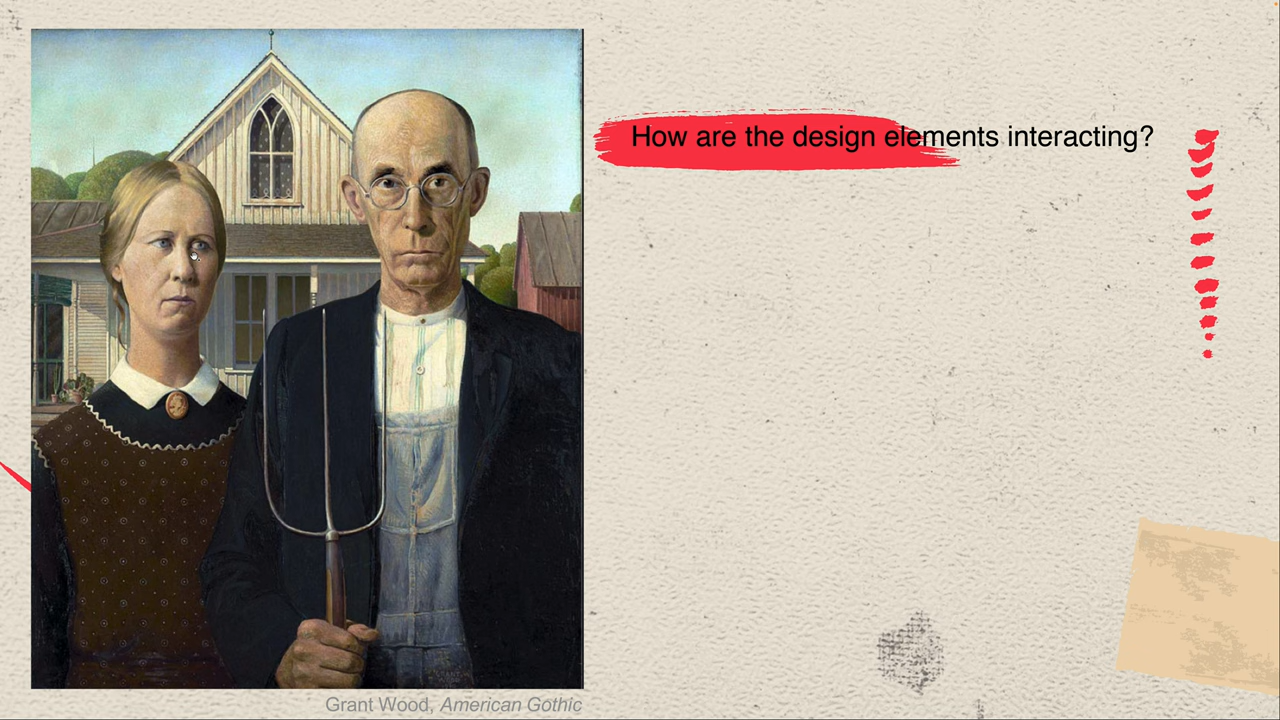 How are the design elements interacting?
Grant Wood, American Gothic